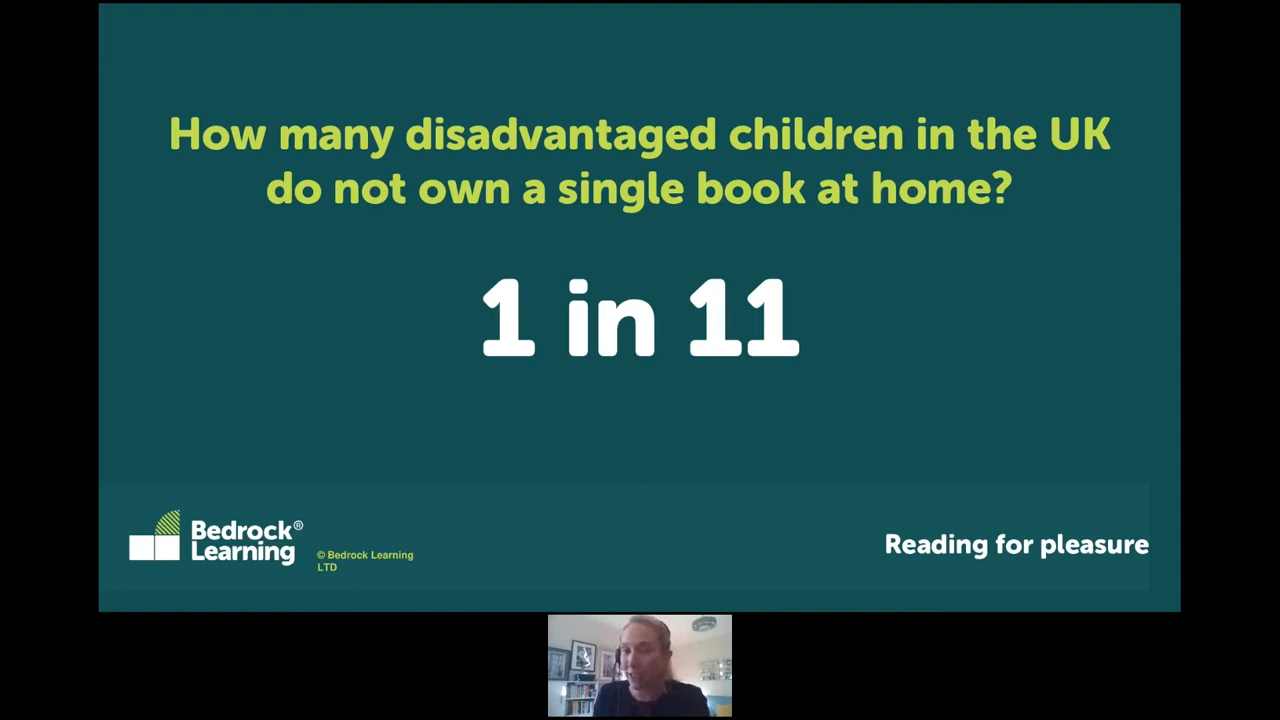 How many disadvantaged children in the UK
do not own a single book at home?
1 in 11
Bedrock®
Learning
© Bedrock Learning
LTD
Reading for pleasure